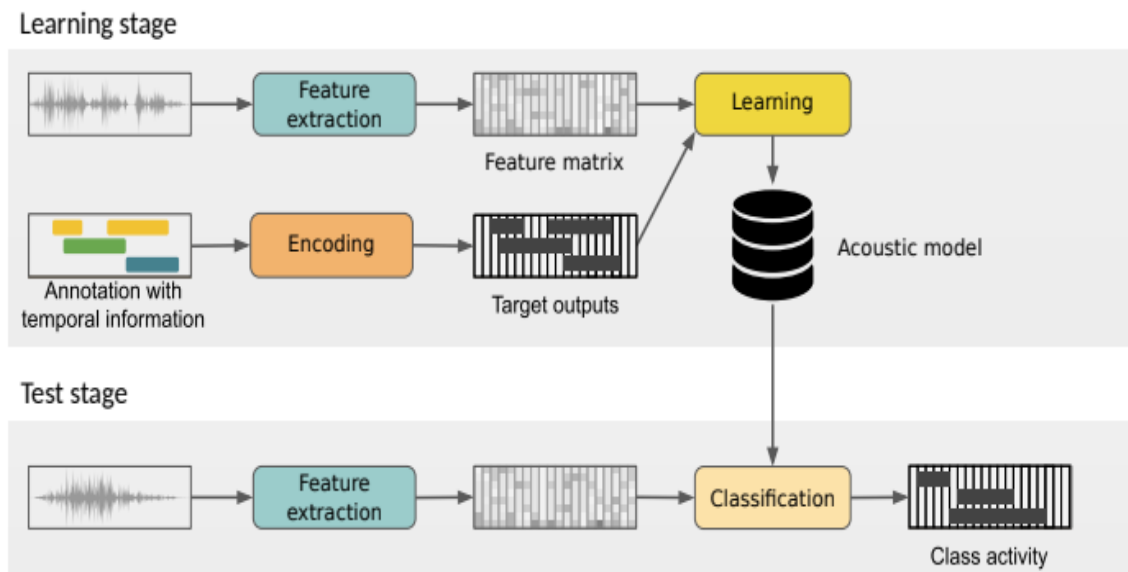 Learning stage
Feature
extraction
Learning
Feature matrix
Encoding
Acoustic model
Annotation with
temporal information
Target outputs
Test stage
Feature
extraction
Classification
Class activity